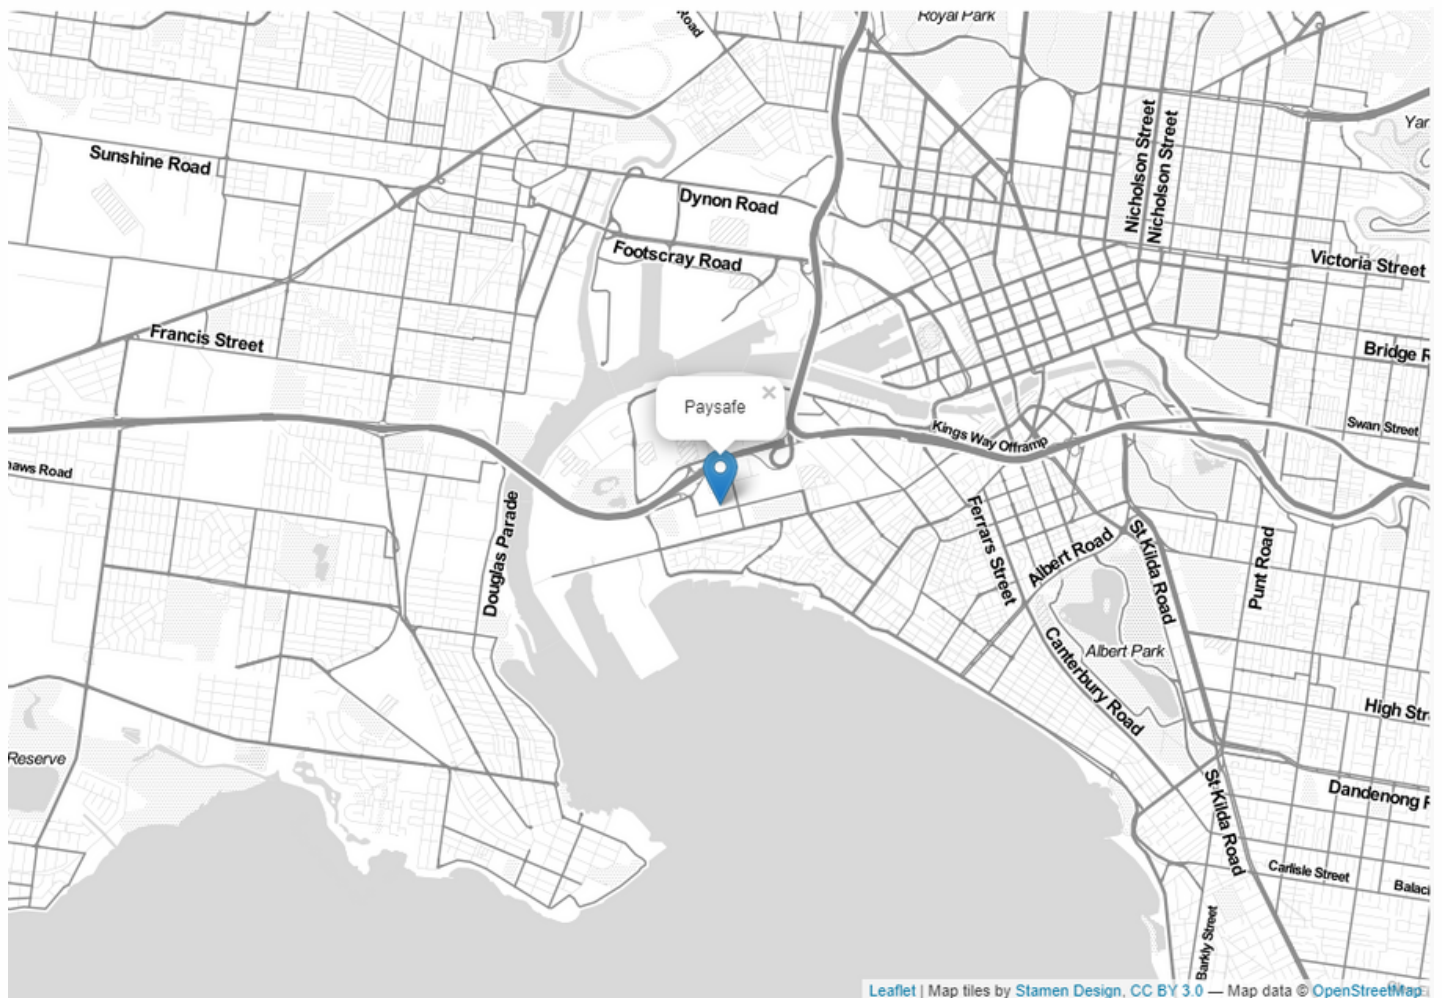 Royal Park
Road
Nicholson Street
Nicholson Street
Yar
Sunshine Road
Dynon Road
Footscray Road
Victoria Street
Francis Street
Bridge R
Paysafe ×
Swan Street
Kings Way Offramp
haws Road
Ferrars Street
Douglas Parade
Albert Road
St Kilda Road
Punt Road
Albert Park
Canterbury Road
High Str
Reserve
Dandenong R
St Kilda Road
Carlisle Street
Balac
Barkly Street
Leaflet | Map tiles by Stamen Design, CC BY 3.0 — Map data © OpenStreetMap